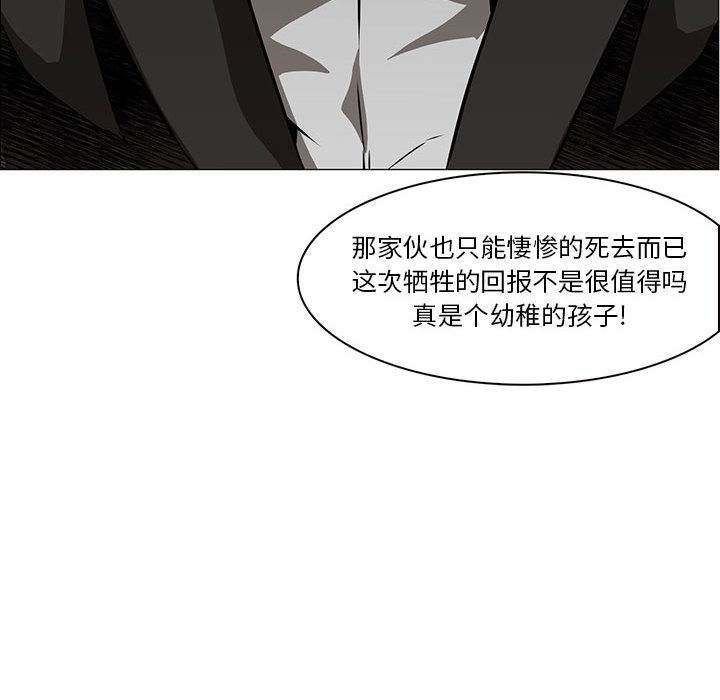 那家伙也只能悽惨的死去而已
这次牺牲的回报不是很值得吗
真是个幼稚的孩子!